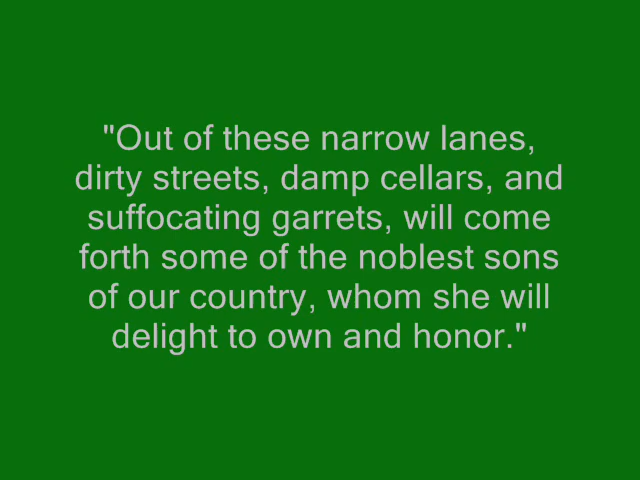 "Out of these narrow lanes,
dirty streets, damp cellars, and
suffocating garrets, will come
forth some of the noblest sons
of our country, whom she will
delight to own and honor."